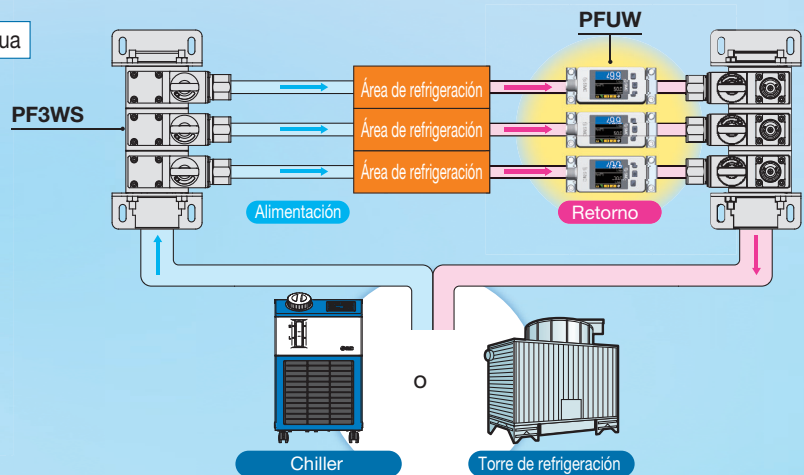 ua
PFUW
PF3WS
Área de refrigeración
Área de refrigeración
Área de refrigeración
Alimentación
Retorno
o
Chiller
Torre de refrigeración